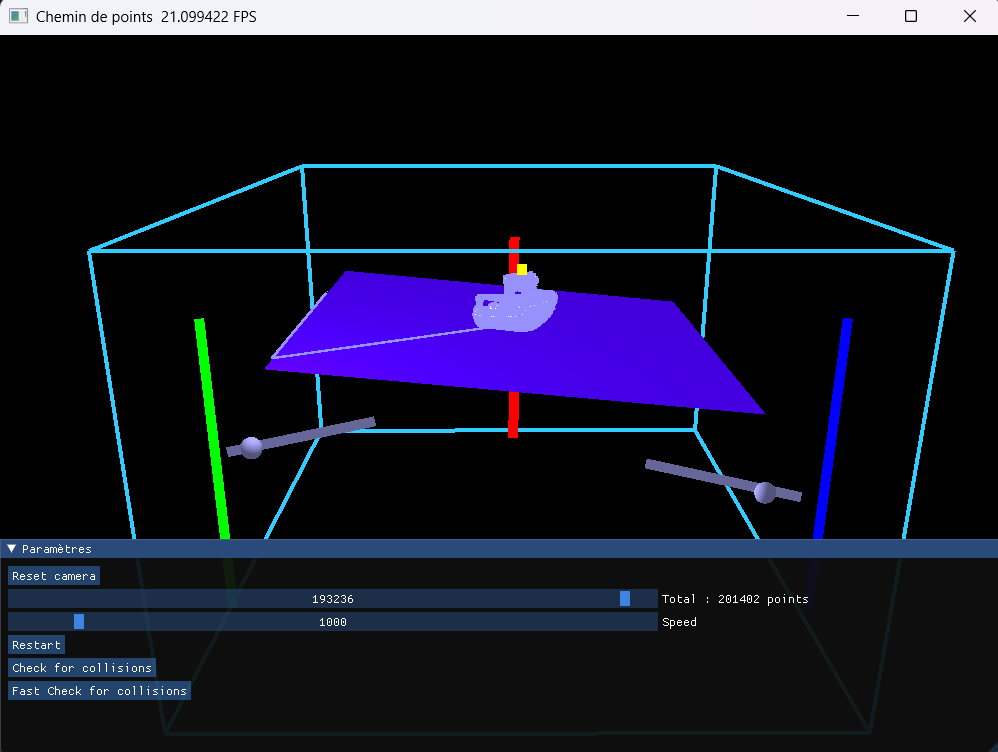 Chemin de points  21.099422 FPS
Paramètres
Reset camera
193236 Total : 201402 points
1000 Speed
Restart
Check for collisions
Fast Check for collisions